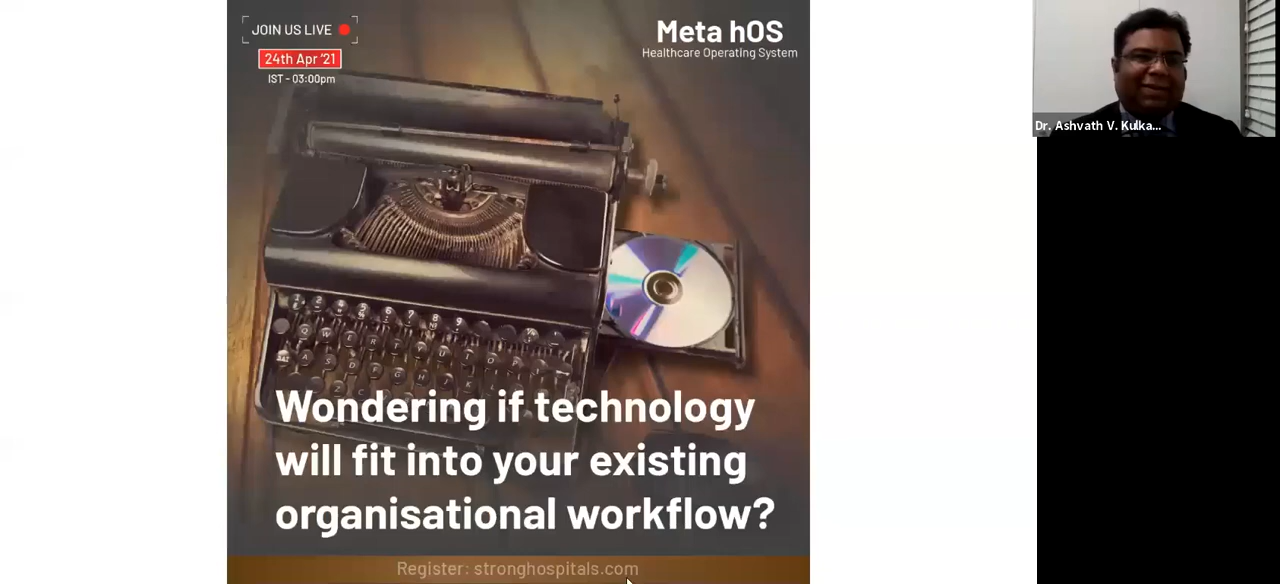 JOIN US LIVE
24th Apr '21
IST - 03:00pm
Meta hOS
Healthcare Operating System
Dr. Ashvath V. Kulka...
Wondering if technology
will fit into your existing
organisational workflow?
Register: stronghospitals.com